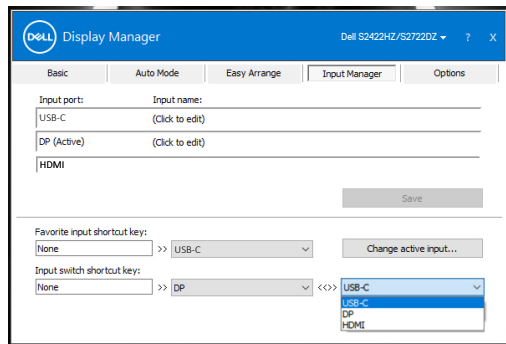 DELL Display Manager Dell S2422HZ/S2722DZ ? X
Basic Auto Mode Easy Arrange Input Manager Options
Input port: Input name:
USB-C (Click to edit)
DP (Active) (Click to edit)
HDMI
Save
Favorite input shortcut key:
None >> USB-C Change active input...
Input switch shortcut key:
None >> DP <<>> USB-C
USB-C
DP
HDMI